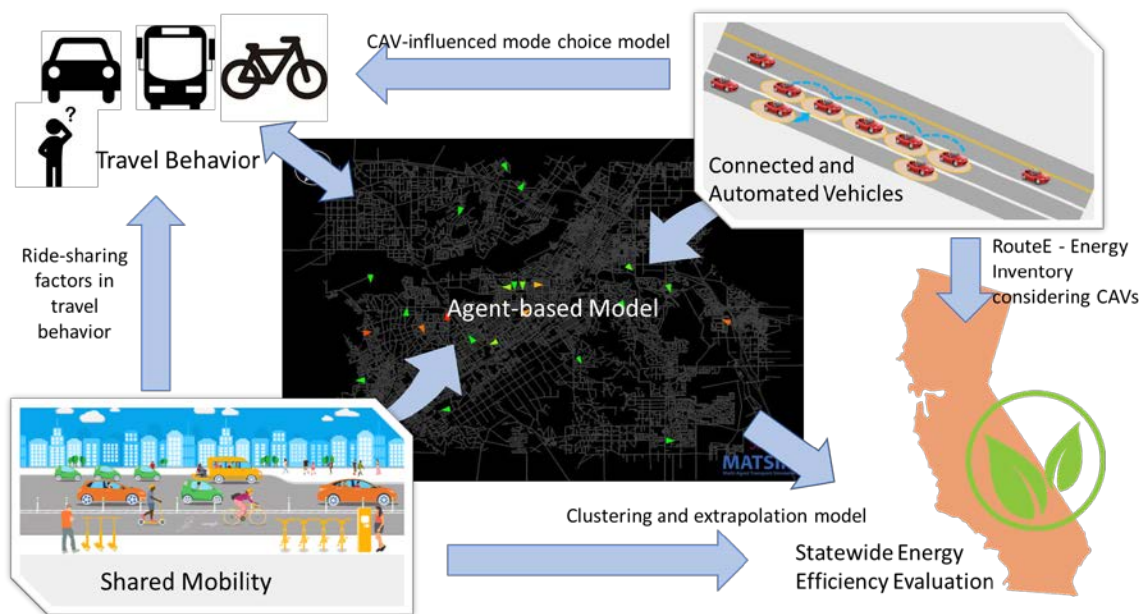 CAV-influenced mode choice model
?
Travel Behavior
Connected and
Automated Vehicles
Ride-sharing
factors in
travel
behavior
Agent-based Model
RouteE - Energy
Inventory
considering CAVs
Clustering and extrapolation model
Shared Mobility
Statewide Energy
Efficiency Evaluation